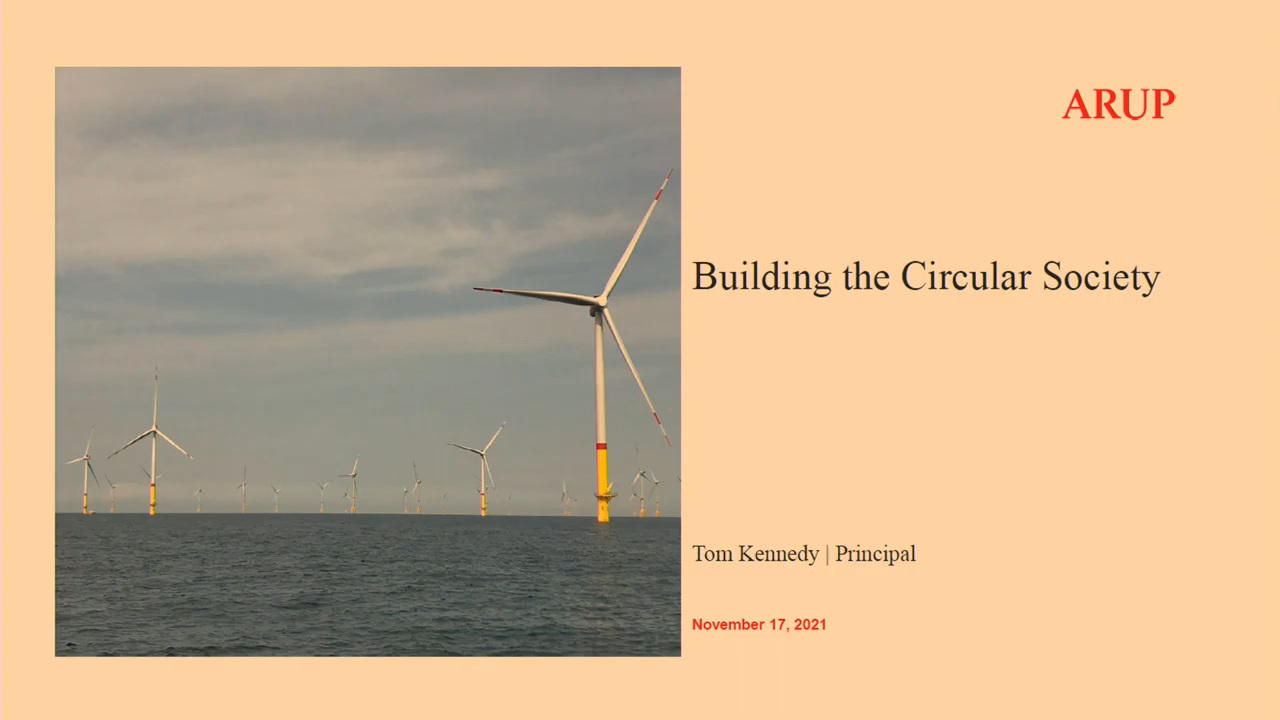 ARUP
Building the Circular Society
Tom Kennedy | Principal
November 17, 2021